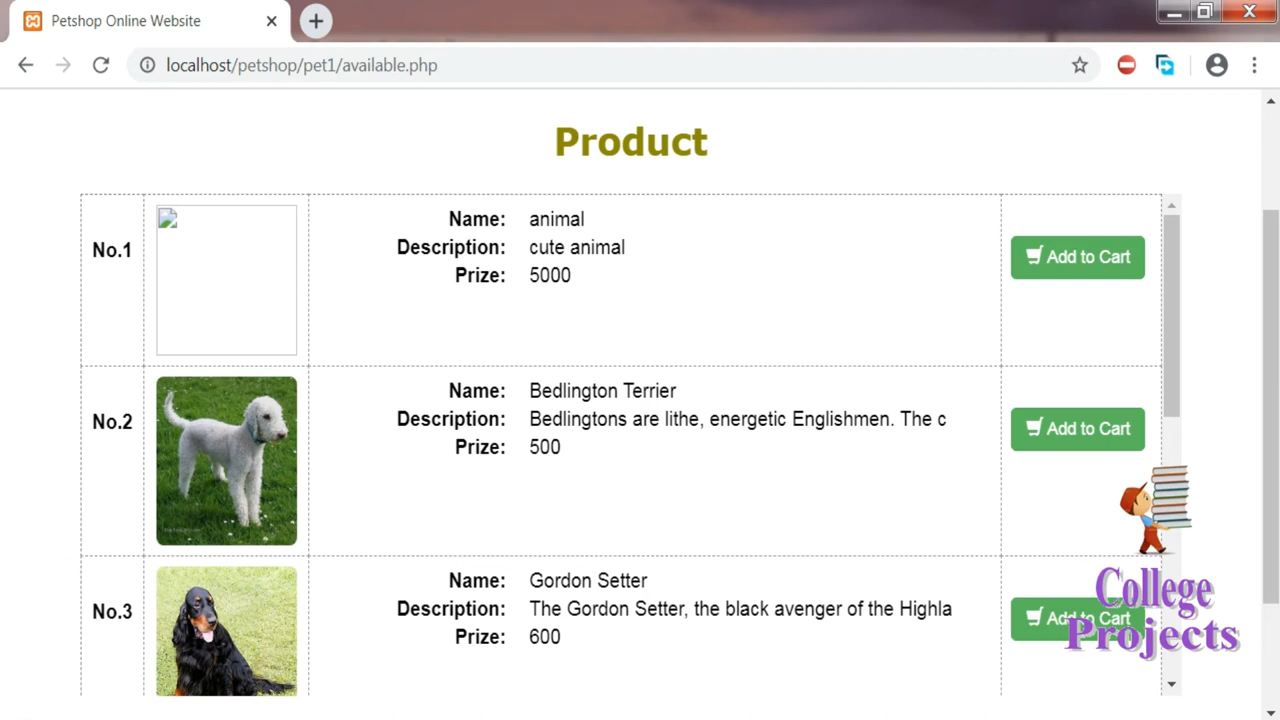 Petshop Online Website
localhost/petshop/pet1/available.php
Product
No.1
Name: animal
Description: cute animal
Prize: 5000
Add to Cart
No.2
Name: Bedlington Terrier
Description: Bedlingtons are lithe, energetic Englishmen. The c
Prize: 500
Add to Cart
No.3
Name: Gordon Setter
Description: The Gordon Setter, the black avenger of the Highla
Prize: 600
Add to Cart
College
Projects